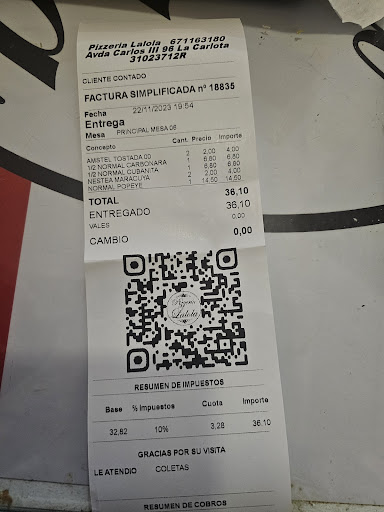 Pizzeria Lalola 671163180
Avda Carlos III 96 La Carlota
31023712R
CLIENTE CONTADO
FACTURA SIMPLIFICADA nº 18835
Fecha 22/11/2023 19:54
Entrega
Mesa PRINCIPAL MESA 06
Concepto Cant. Precio Importe
AMSTEL TOSTADA 00 2 2,00 4,00
1/2 NORMAL CARBONARA 1 6,80 6,80
1/2 NORMAL CUBANITA 1 6,80 6,80
NESTEA MARACUYA 2 2,00 4,00
NORMAL POPEYE 1 14,50 14,50
TOTAL 36,10
ENTREGADO 36,10
VALES 0,00
CAMBIO 0,00
Pizzeria
Lalola
RESUMEN DE IMPUESTOS
Base % Impuestos Cuota Importe
32,82 10% 3,28 36,10
GRACIAS POR SU VISITA
LE ATENDIO COLETAS
RESUMEN DE COBROS